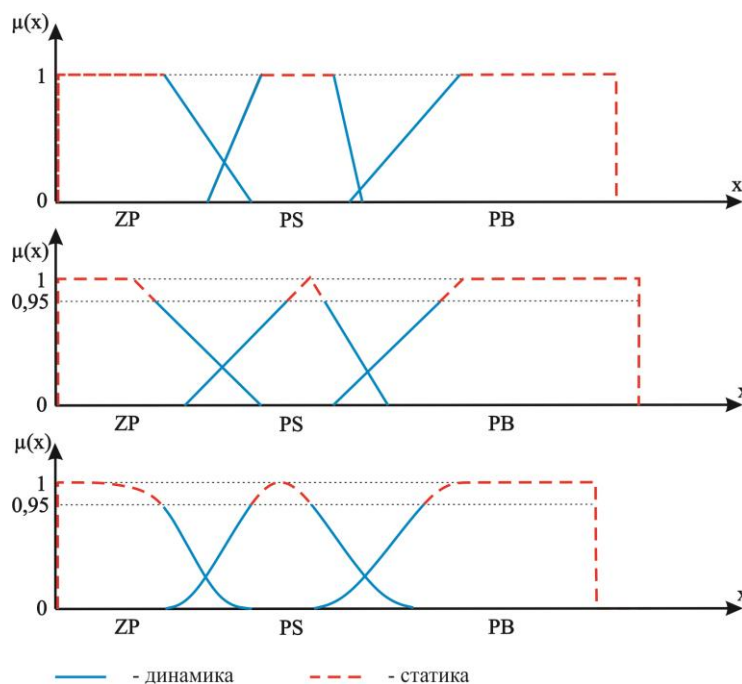 μ(x)
1
0
x
ZP PS PB
μ(x)
1
0,95
0
x
ZP PS PB
μ(x)
1
0,95
0
x
ZP PS PB
- динамика - статика